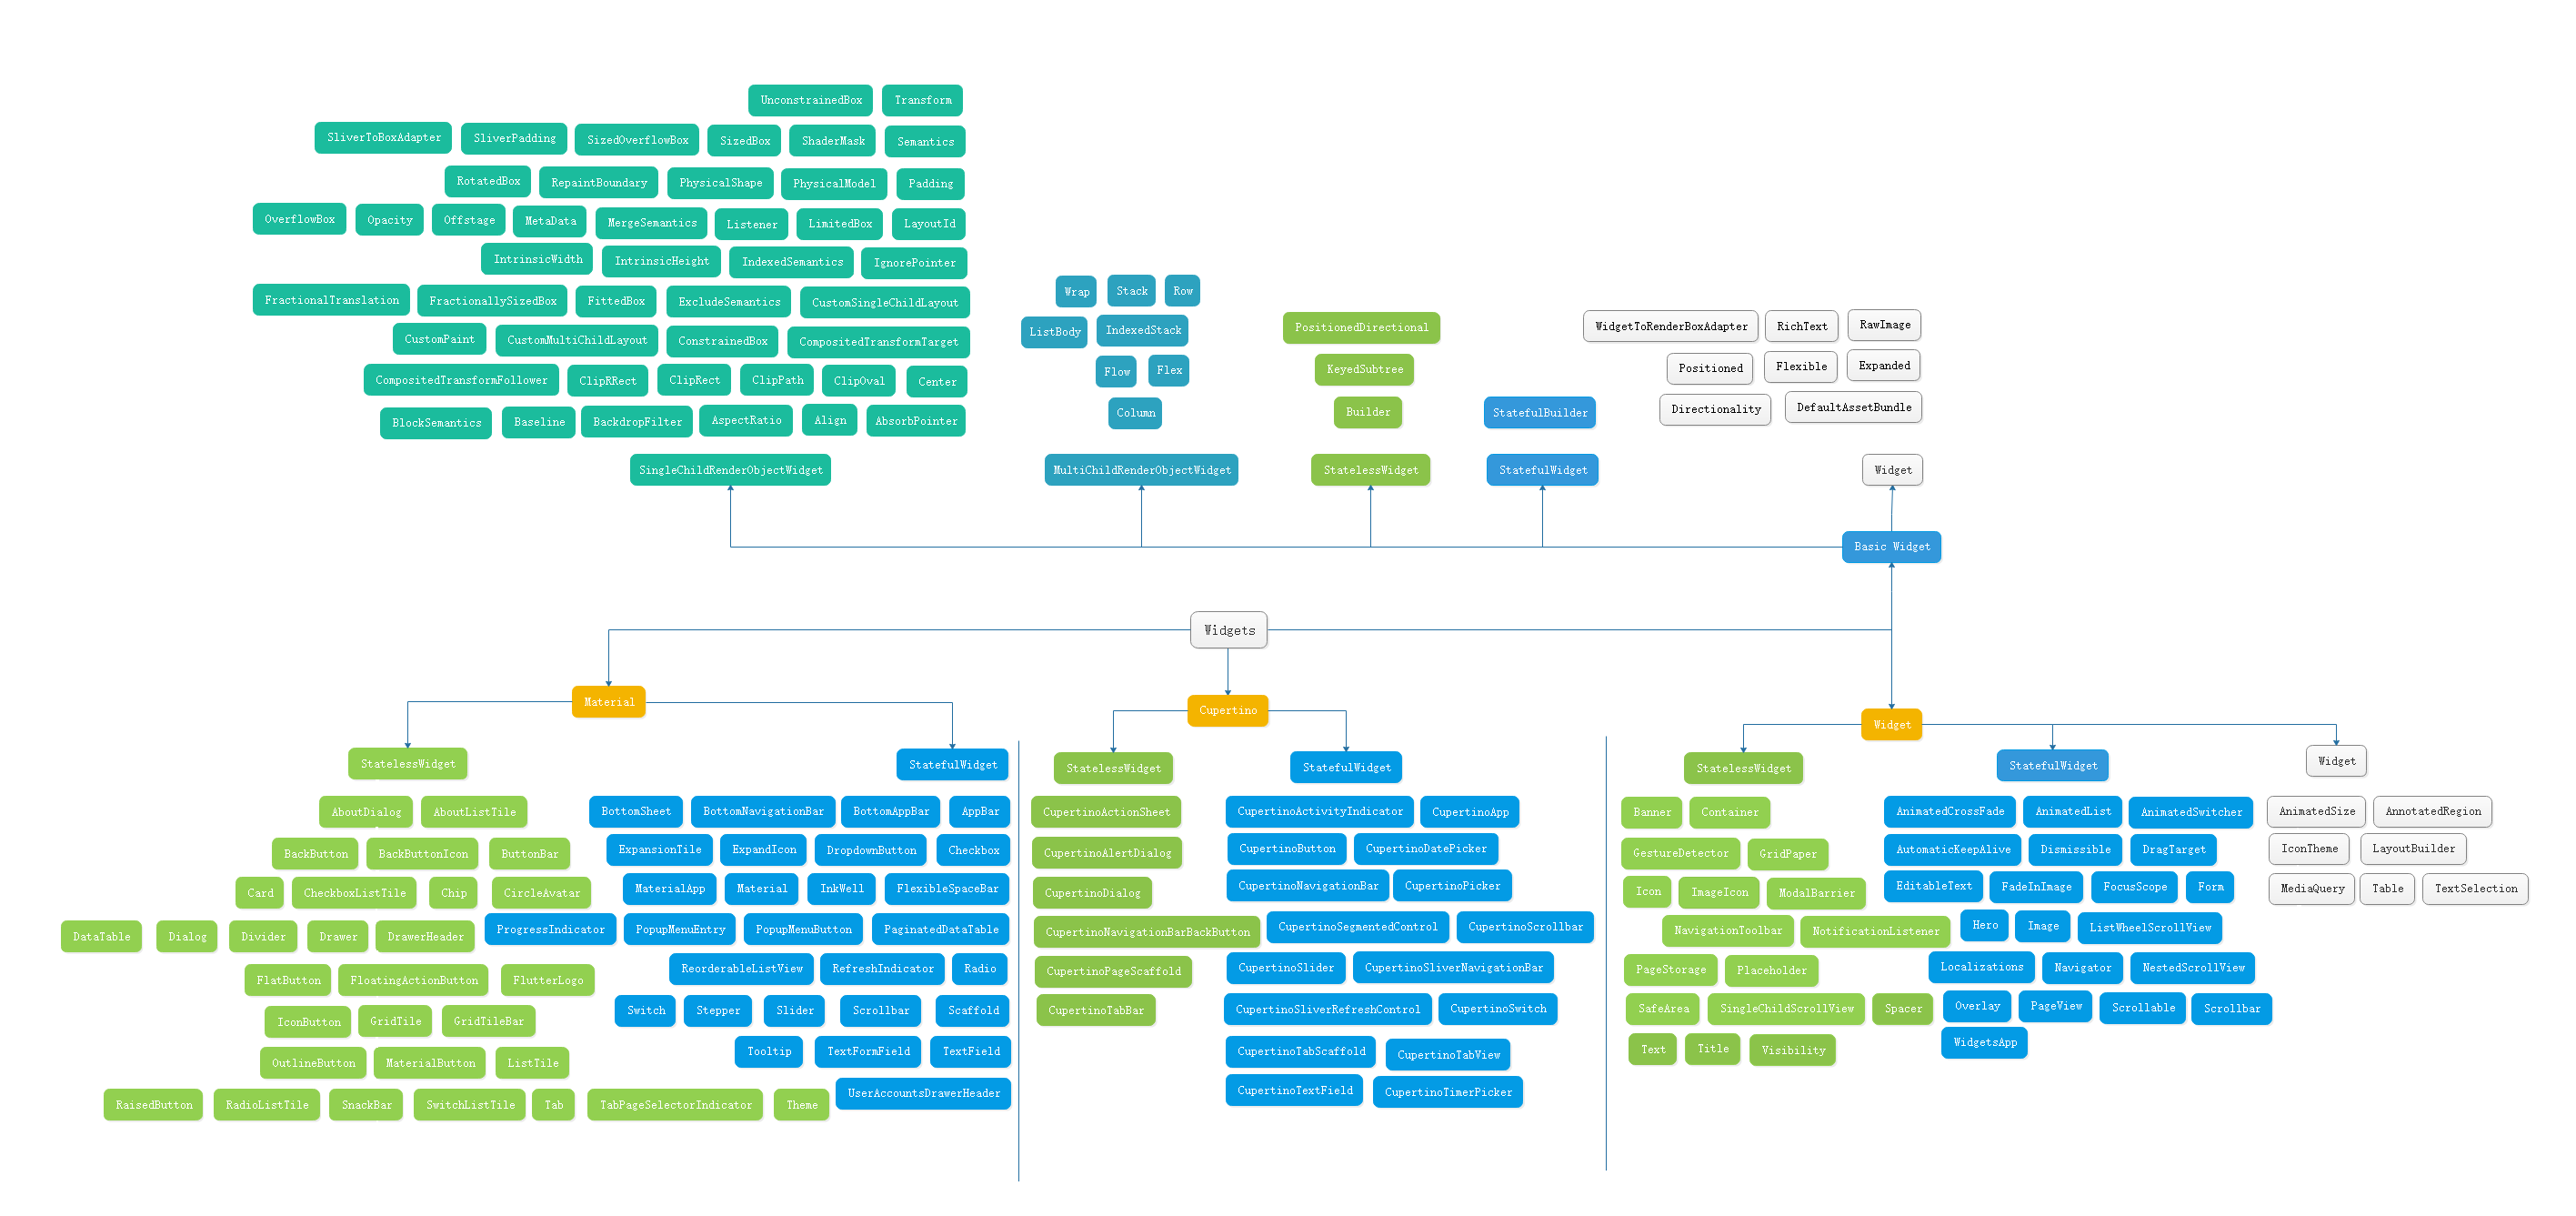 UnconstrainedBox Transform
SliverToBoxAdapter SliverPadding SizedOverflowBox SizedBox ShaderMask Semantics
RotatedBox RepaintBoundary PhysicalShape PhysicalModel Padding
OverflowBox Opacity Offstage MetaData MergeSemantics Listener LimitedBox LayoutId
IntrinsicWidth IntrinsicHeight IndexedSemantics IgnorePointer
FractionalTranslation FractionallySizedBox FittedBox ExcludeSemantics CustomSingleChildLayout
CustomPaint CustomMultiChildLayout ConstrainedBox CompositedTransformTarget
CompositedTransformFollower ClipRRect ClipRect ClipPath ClipOval Center
BlockSemantics Baseline BackdropFilter AspectRatio Align AbsorbPointer
SingleChildRenderObjectWidget
Wrap Stack Row
ListBody IndexedStack
Flow Flex
Column
MultiChildRenderObjectWidget
PositionedDirectional
KeyedSubtree
Builder
StatelessWidget
StatefulBuilder
StatefulWidget
WidgetToRenderBoxAdapter RichText RawImage
Positioned Flexible Expanded
Directionality DefaultAssetBundle
Widget
Basic Widget
Widgets
Material
StatelessWidget
AboutDialog AboutListTile
BackButton BackButtonIcon ButtonBar
Card CheckboxListTile Chip CircleAvatar
DataTable Dialog Divider Drawer DrawerHeader
FlatButton FloatingActionButton FlutterLogo
IconButton GridTile GridTileBar
OutlineButton MaterialButton ListTile
RaisedButton RadioListTile SnackBar SwitchListTile Tab TabPageSelectorIndicator Theme
StatefulWidget
BottomSheet BottomNavigationBar BottomAppBar AppBar
ExpansionTile ExpandIcon DropdownButton Checkbox
MaterialApp Material InkWell FlexibleSpaceBar
ProgressIndicator PopupMenuEntry PopupMenuButton PaginatedDataTable
ReorderableListView RefreshIndicator Radio
Switch Stepper Slider Scrollbar Scaffold
Tooltip TextFormField TextField
UserAccountsDrawerHeader
Cupertino
StatelessWidget
CupertinoActionSheet
CupertinoAlertDialog
CupertinoDialog
CupertinoNavigationBarBackButton
CupertinoPageScaffold
CupertinoTabBar
StatefulWidget
CupertinoActivityIndicator CupertinoApp
CupertinoButton CupertinoDatePicker
CupertinoNavigationBar CupertinoPicker
CupertinoSegmentedControl CupertinoScrollbar
CupertinoSlider CupertinoSliverNavigationBar
CupertinoSliverRefreshControl CupertinoSwitch
CupertinoTabScaffold CupertinoTabView
CupertinoTextField CupertinoTimerPicker
Widget
StatelessWidget
Banner Container
GestureDetector GridPaper
Icon ImageIcon ModalBarrier
NavigationToolbar NotificationListener
PageStorage Placeholder
SafeArea SingleChildScrollView Spacer
Text Title Visibility
StatefulWidget
AnimatedCrossFade AnimatedList AnimatedSwitcher
AutomaticKeepAlive Dismissible DragTarget
EditableText FadeInImage FocusScope Form
Hero Image ListWheelScrollView
Localizations Navigator NestedScrollView
Overlay PageView Scrollable Scrollbar
WidgetsApp
Widget
AnimatedSize AnnotatedRegion
IconTheme LayoutBuilder
MediaQuery Table TextSelection